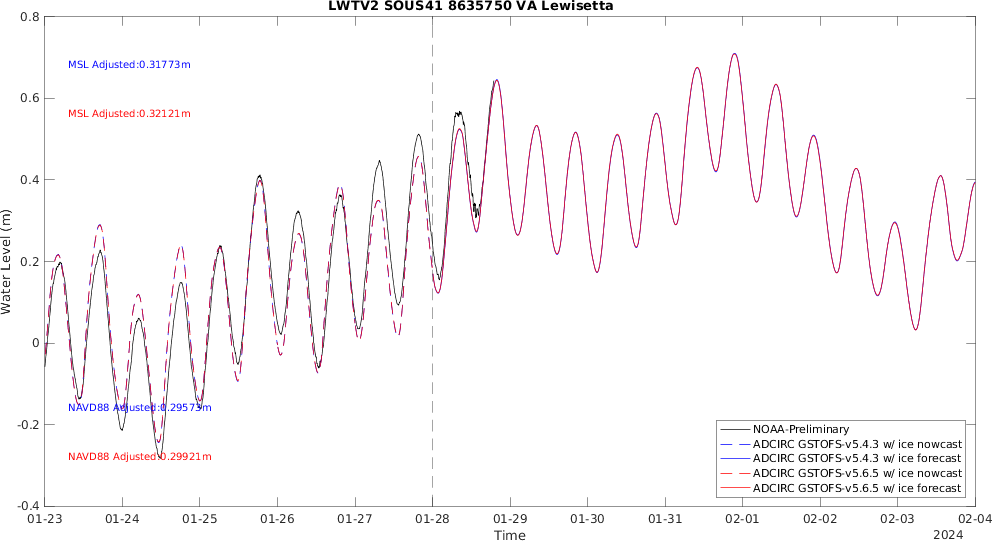 LWTV2 SOUS41 8635750 VA Lewisetta
0.8
MSL Adjusted:0.31773m
0.6
MSL Adjusted:0.32121m
0.4
Water Level (m)
0.2
0
NAVD88 Adjusted:0.29573m
-0.2
NAVD88 Adjusted:0.29921m
-0.4
NOAA-Preliminary
ADCIRC GSTOFS-v5.4.3 w/ ice nowcast
ADCIRC GSTOFS-v5.4.3 w/ ice forecast
ADCIRC GSTOFS-v5.6.5 w/ ice nowcast
ADCIRC GSTOFS-v5.6.5 w/ ice forecast
01-23 01-24 01-25 01-26 01-27 01-28 01-29 01-30 01-31 02-01 02-02 02-03 02-04
Time
2024